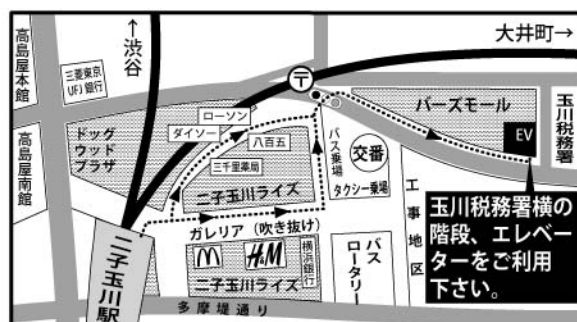 高島屋本館
高島屋南館
↑渋谷
三菱東京
UFJ銀行
大井町→
〒
ローソン
ダイソー
八百五
三千里薬局
ドッグ
ウッド
プラザ
二子玉川ライズ
バス乗場
交番
タクシー乗場
バーズモール
EV
玉川税務署
工事地区
玉川税務署横の
階段、エレベー
ターをご利用
下さい。
ガレリア（吹き抜け）
M
H&M
横浜銀行
二子玉川ライズ
バス
ロータリー
二子玉川駅
多摩堤通り